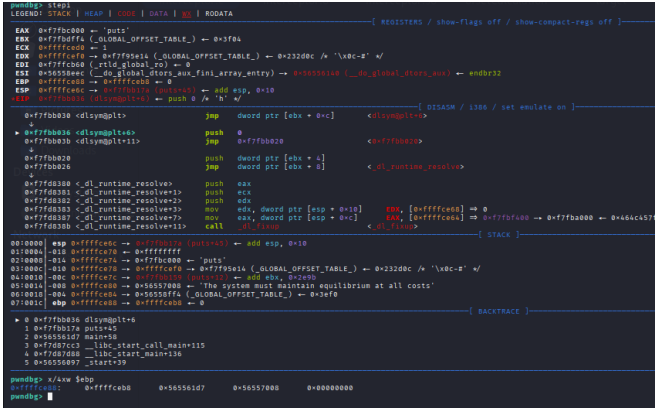 pwndbg> stepi
LEGEND: STACK | HEAP | CODE | DATA | WX | RODATA
[ REGISTERS / show-flags off / show-compact-regs off ]
EAX 0xf7fbc000 ← 'puts'
EBX 0xf7fbdff4 (_GLOBAL_OFFSET_TABLE_) ← 0x3f04
ECX 0xffffced0 ← 1
EDX 0xffffcef0 → 0xf7f95e14 (_GLOBAL_OFFSET_TABLE_) ← 0x232d0c /* '\x0c-#' */
EDI 0xf7ffcb60 (_rtld_global_ro) ← 0
ESI 0x56558eec (__do_global_dtors_aux_fini_array_entry) → 0x56556140 (__do_global_dtors_aux) ← endbr32
EBP 0xffffce88 → 0xffffceb8 ← 0
ESP 0xffffce6c → 0xf7fbb17a (puts+45) ← add esp, 0x10
*EIP 0xf7fbb036 (dlsym@plt+6) ← push 0 /* 'h' */
[ DISASM / i386 / set emulate on ]
0xf7fbb030 <dlsym@plt> jmp dword ptr [ebx + 0xc] <dlsym@plt+6>
↓
► 0xf7fbb036 <dlsym@plt+6> push 0
0xf7fbb03b <dlsym@plt+11> jmp 0xf7fbb020 <0xf7fbb020>
↓
0xf7fbb020 push dword ptr [ebx + 4]
0xf7fbb026 jmp dword ptr [ebx + 8] <_dl_runtime_resolve>
↓
0xf7fd8380 <_dl_runtime_resolve> push eax
0xf7fd8381 <_dl_runtime_resolve+1> push ecx
0xf7fd8382 <_dl_runtime_resolve+2> push edx
0xf7fd8383 <_dl_runtime_resolve+3> mov edx, dword ptr [esp + 0x10] EDX, [0xffffce68] ⇒ 0
0xf7fd8387 <_dl_runtime_resolve+7> mov eax, dword ptr [esp + 0xc] EAX, [0xffffce64] ⇒ 0xf7fbf400 → 0xf7fba000 ← 0x464c457f
0xf7fd838b <_dl_runtime_resolve+11> call _dl_fixup <_dl_fixup>
[ STACK ]
00:0000│ esp 0xffffce6c → 0xf7fbb17a (puts+45) ← add esp, 0x10
01:0004│-018 0xffffce70 ← 0xffffffff
02:0008│-014 0xffffce74 → 0xf7fbc000 ← 'puts'
03:000c│-010 0xffffce78 → 0xffffcef0 → 0xf7f95e14 (_GLOBAL_OFFSET_TABLE_) ← 0x232d0c /* '\x0c-#' */
04:0010│-00c 0xffffce7c → 0xf7fbb159 (puts+12) ← add ebx, 0x2e9b
05:0014│-008 0xffffce80 → 0x56557008 ← 'The system must maintain equilibrium at all costs'
06:0018│-004 0xffffce84 → 0x56558ff4 (_GLOBAL_OFFSET_TABLE_) ← 0x3ef0
07:001c│ ebp 0xffffce88 → 0xffffceb8 ← 0
[ BACKTRACE ]
► 0 0xf7fbb036 dlsym@plt+6
1 0xf7fbb17a puts+45
2 0x565561d7 main+58
3 0xf7d87cc3 __libc_start_call_main+115
4 0xf7d87d88 __libc_start_main+136
5 0x56556097 _start+39
pwndbg> x/4xw $ebp
0xffffce88: 0xffffceb8 0x565561d7 0x56557008 0x00000000
pwndbg>